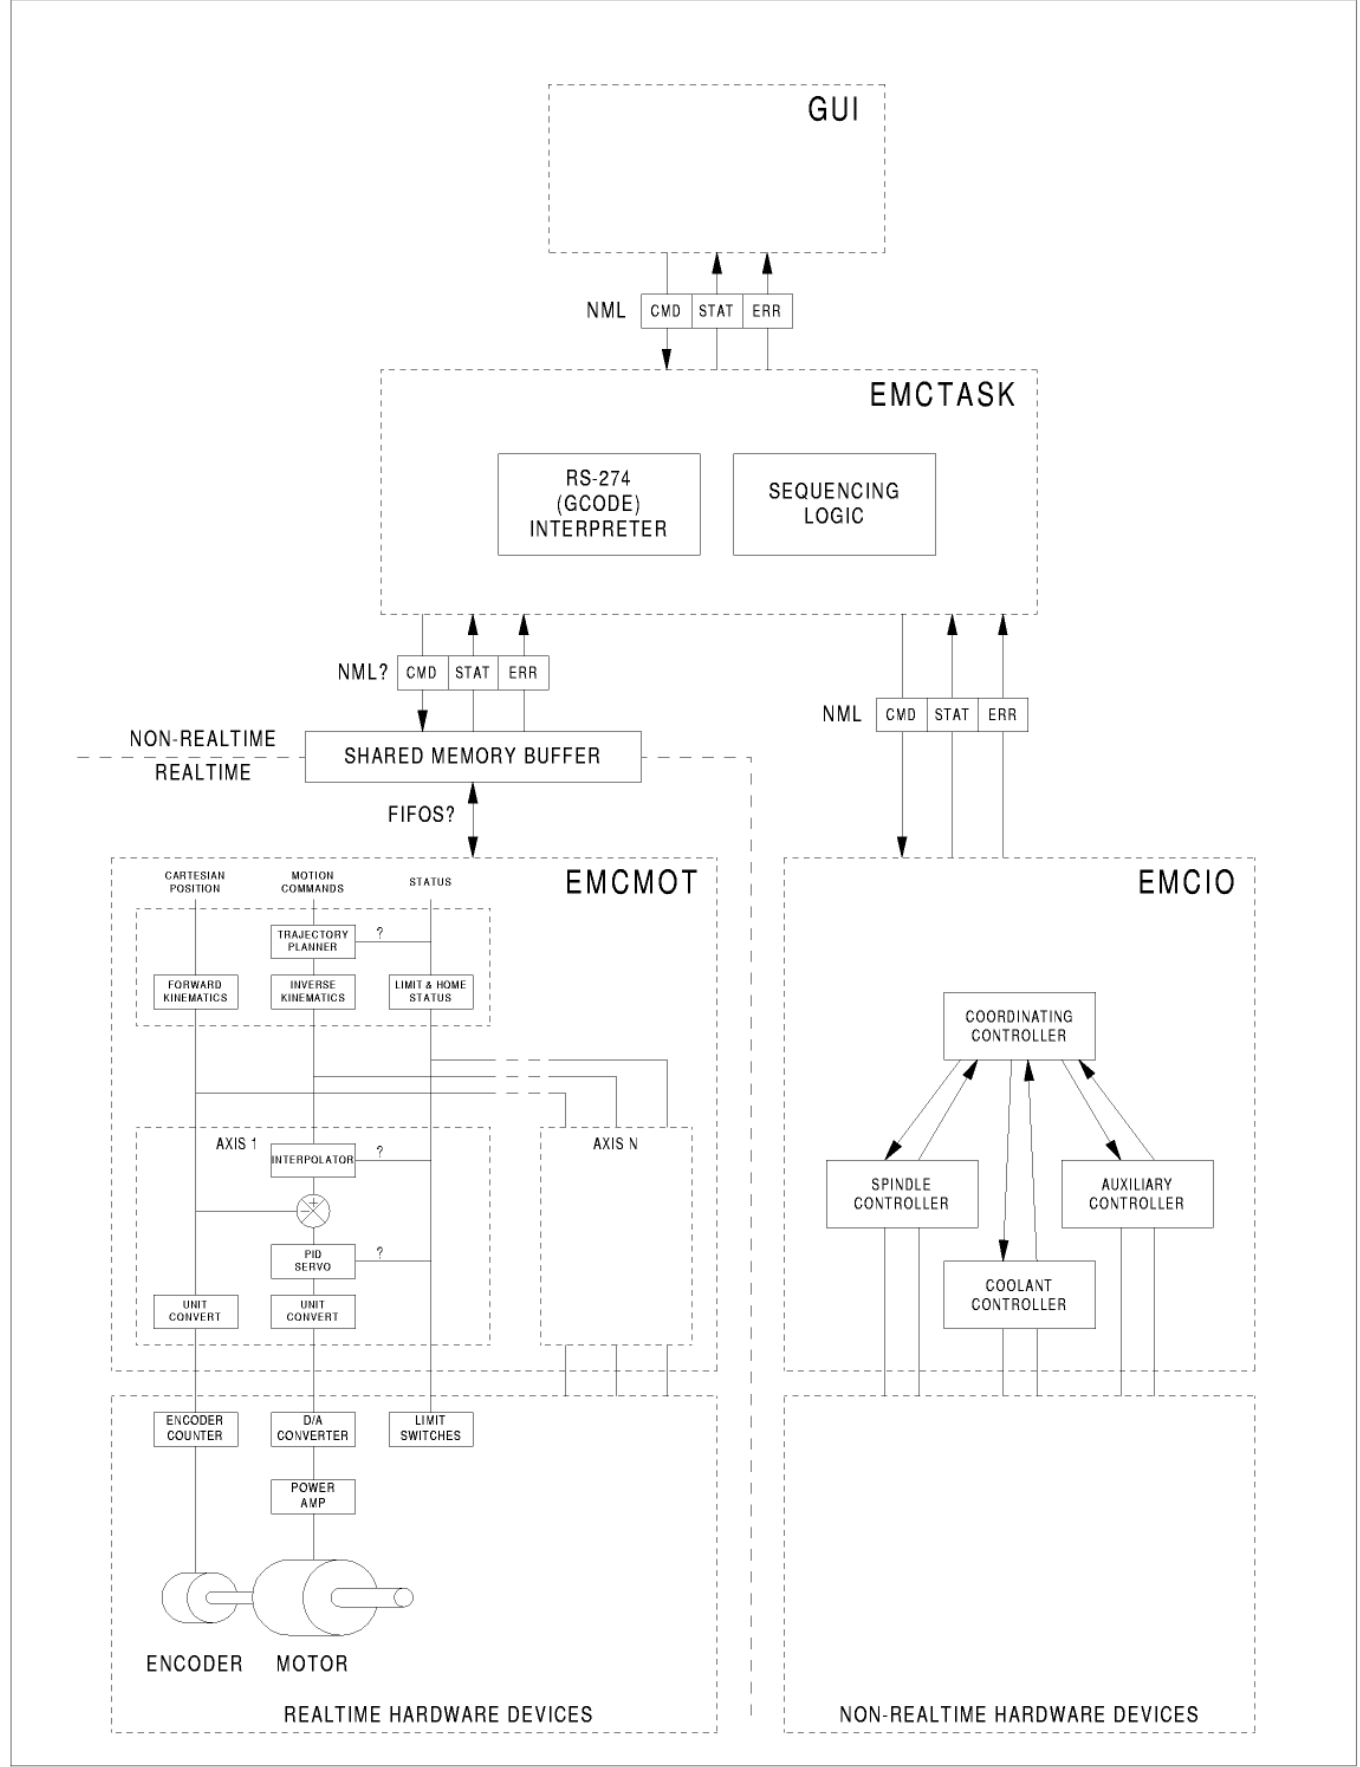 GUI
NML
CMD STAT ERR
EMCTASK
RS-274
(GCODE)
INTERPRETER
SEQUENCING
LOGIC
NML?
CMD STAT ERR
NML
CMD STAT ERR
NON-REALTIME
REALTIME
SHARED MEMORY BUFFER
FIFOS?
EMCMOT
CARTESIAN
POSITION
MOTION
COMMANDS
STATUS
TRAJECTORY
PLANNER
?
FORWARD
KINEMATICS
INVERSE
KINEMATICS
LIMIT & HOME
STATUS
AXIS 1
INTERPOLATOR
?
+
−
PID
SERVO
?
UNIT
CONVERT
UNIT
CONVERT
AXIS N
EMCIO
COORDINATING
CONTROLLER
SPINDLE
CONTROLLER
AUXILIARY
CONTROLLER
COOLANT
CONTROLLER
ENCODER
COUNTER
D/A
CONVERTER
LIMIT
SWITCHES
POWER
AMP
ENCODER
MOTOR
REALTIME HARDWARE DEVICES
NON-REALTIME HARDWARE DEVICES